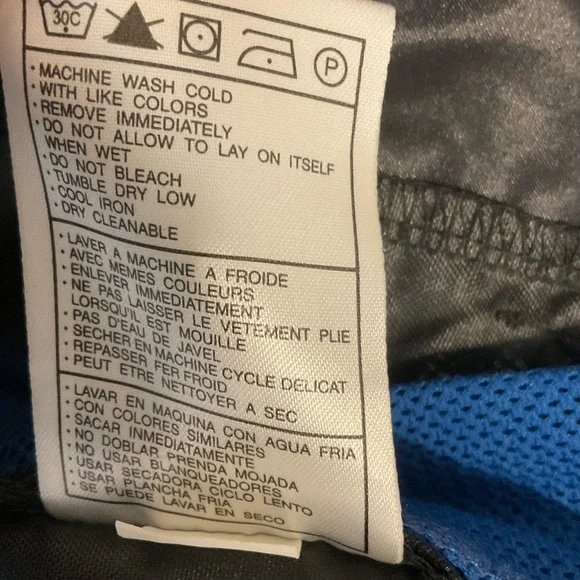 30C P
· MACHINE WASH COLD
· WITH LIKE COLORS
· REMOVE IMMEDIATELY
· DO NOT ALLOW TO LAY ON ITSELF
WHEN WET
· DO NOT BLEACH
· TUMBLE DRY LOW
· COOL IRON
· DRY CLEANABLE
· LAVER A MACHINE A FROIDE
· AVEC MEMES COULEURS
· ENLEVER IMMEDIATEMENT
· NE PAS LAISSER LE VETEMENT PLIE
LORSQU'IL EST MOUILLE
· PAS D'EAU DE JAVEL
· SECHER EN MACHINE CYCLE DELICAT
· REPASSER FER FROID
· PEUT ETRE NETTOYER A SEC
· LAVAR EN MAQUINA CON AGUA FRIA
· CON COLORES SIMILARES
· SACAR INMEDIATAMENTE
· NO DOBLAR PRENDA MOJADA
· NO USAR BLANQUEADORES
· USAR SECADORA CICLO LENTO
· USAR PLANCHA FRIA
· SE PUEDE LAVAR EN SECO